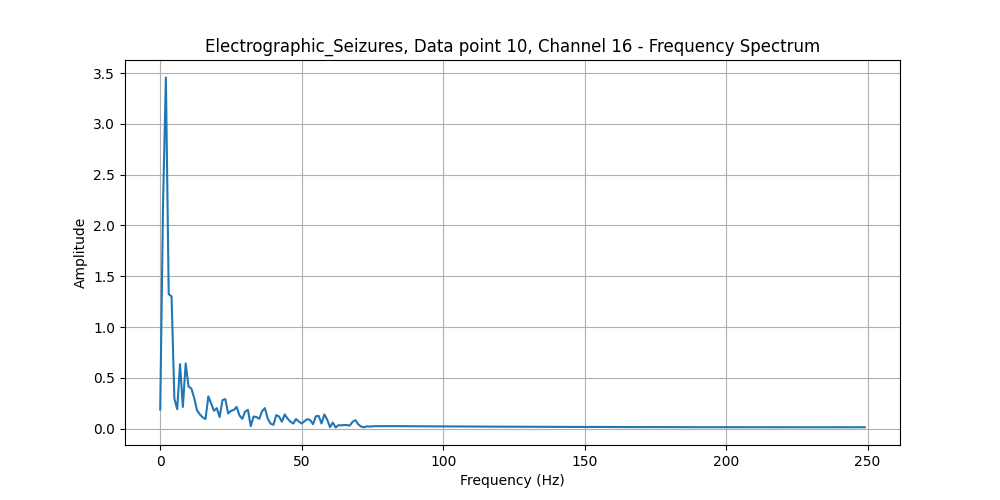 Electrographic_Seizures, Data point 10, Channel 16 - Frequency Spectrum
3.5
3.0
2.5
2.0
1.5
1.0
0.5
0.0
Amplitude
0 50 100 150 200 250
Frequency (Hz)